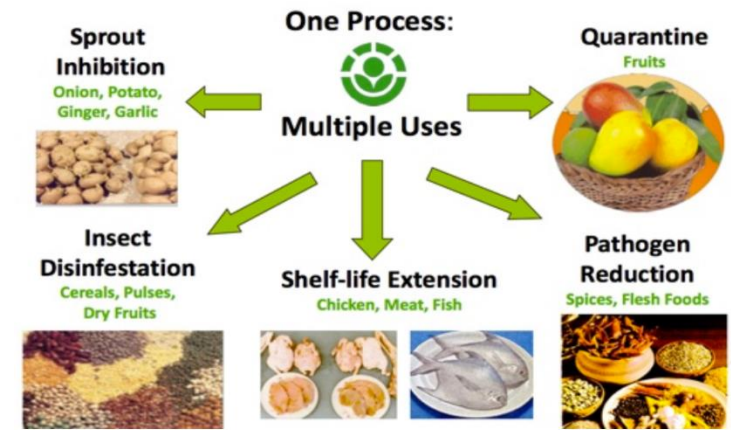 One Process:
Multiple Uses
Sprout
Inhibition
Onion, Potato,
Ginger, Garlic
Quarantine
Fruits
Insect
Disinfestation
Cereals, Pulses,
Dry Fruits
Shelf-life Extension
Chicken, Meat, Fish
Pathogen
Reduction
Spices, Flesh Foods